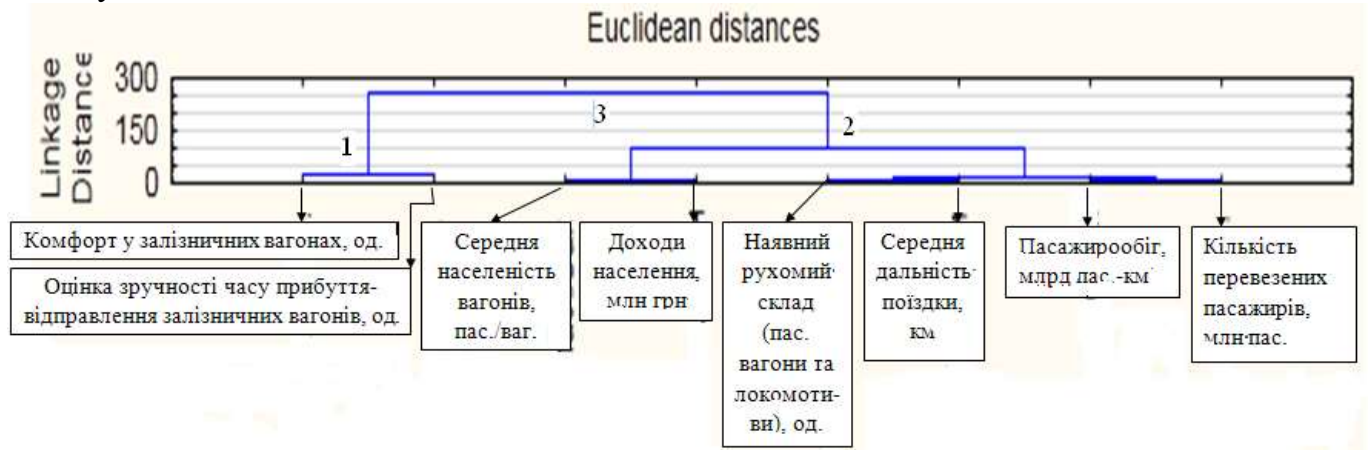 Euclidean distances
Linkage
Distance
300
150
0
1
3
2
Комфорт у залізничних вагонах, од.
Оцінка зручності часу прибуття-
відправлення залізничних вагонів, од.
Середня
населеність
вагонів,
пас./ваг.
Доходи
населення,
млн грн
Наявний
рухомий
склад
(пас.
вагони та
локомоти-
ви), од.
Середня
дальність
поїздки,
км
Пасажирообіг,
млрд пас.-км
Кількість
перевезених
пасажирів,
млн пас.